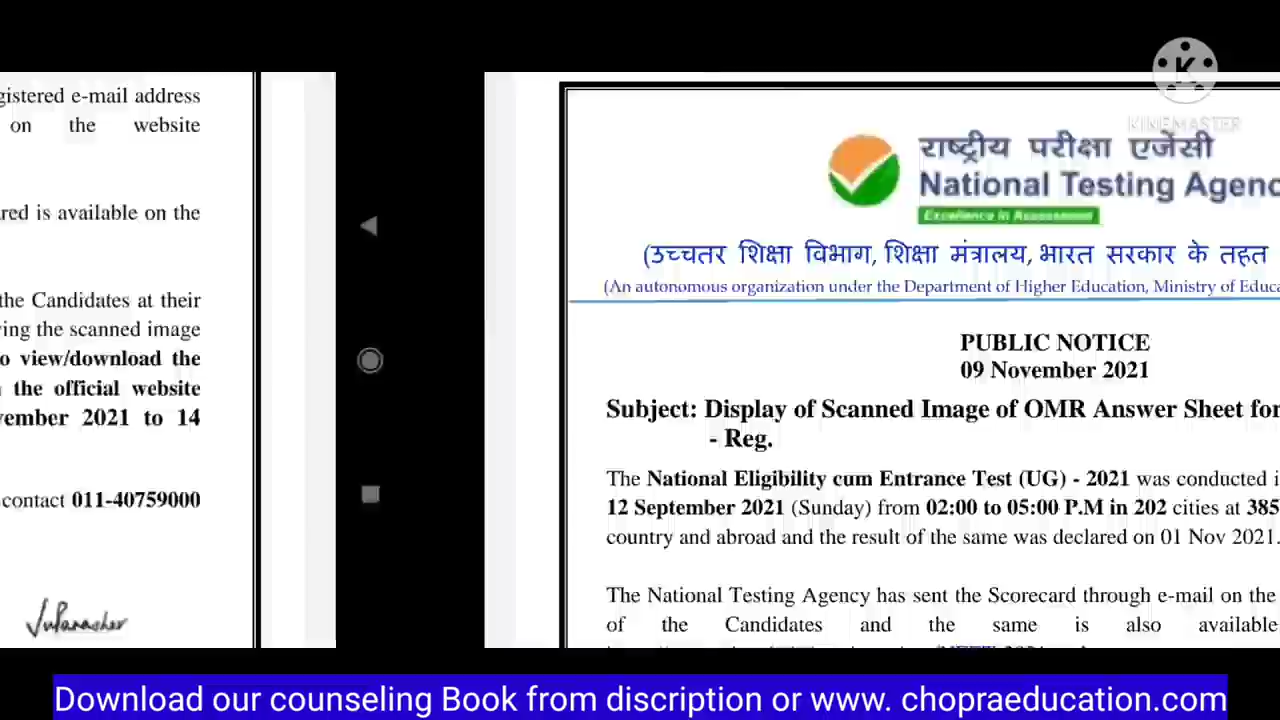 gistered e-mail address
on the website
red is available on the
the Candidates at their
ing the scanned image
o view/download the
the official website
vember 2021 to 14
contact 011-40759000
KINEMASTER
राष्ट्रीय परीक्षा एजेंसी
National Testing Agenc
Excellence in Assessment
(उच्चतर शिक्षा विभाग, शिक्षा मंत्रालय, भारत सरकार के तहत
(An autonomous organization under the Department of Higher Education, Ministry of Educa
PUBLIC NOTICE
09 November 2021
Subject: Display of Scanned Image of OMR Answer Sheet for
- Reg.
The National Eligibility cum Entrance Test (UG) - 2021 was conducted i
12 September 2021 (Sunday) from 02:00 to 05:00 P.M in 202 cities at 385
country and abroad and the result of the same was declared on 01 Nov 2021.
The National Testing Agency has sent the Scorecard through e-mail on the
of the Candidates and the same is also available
Download our counseling Book from discription or www. chopraeducation.com